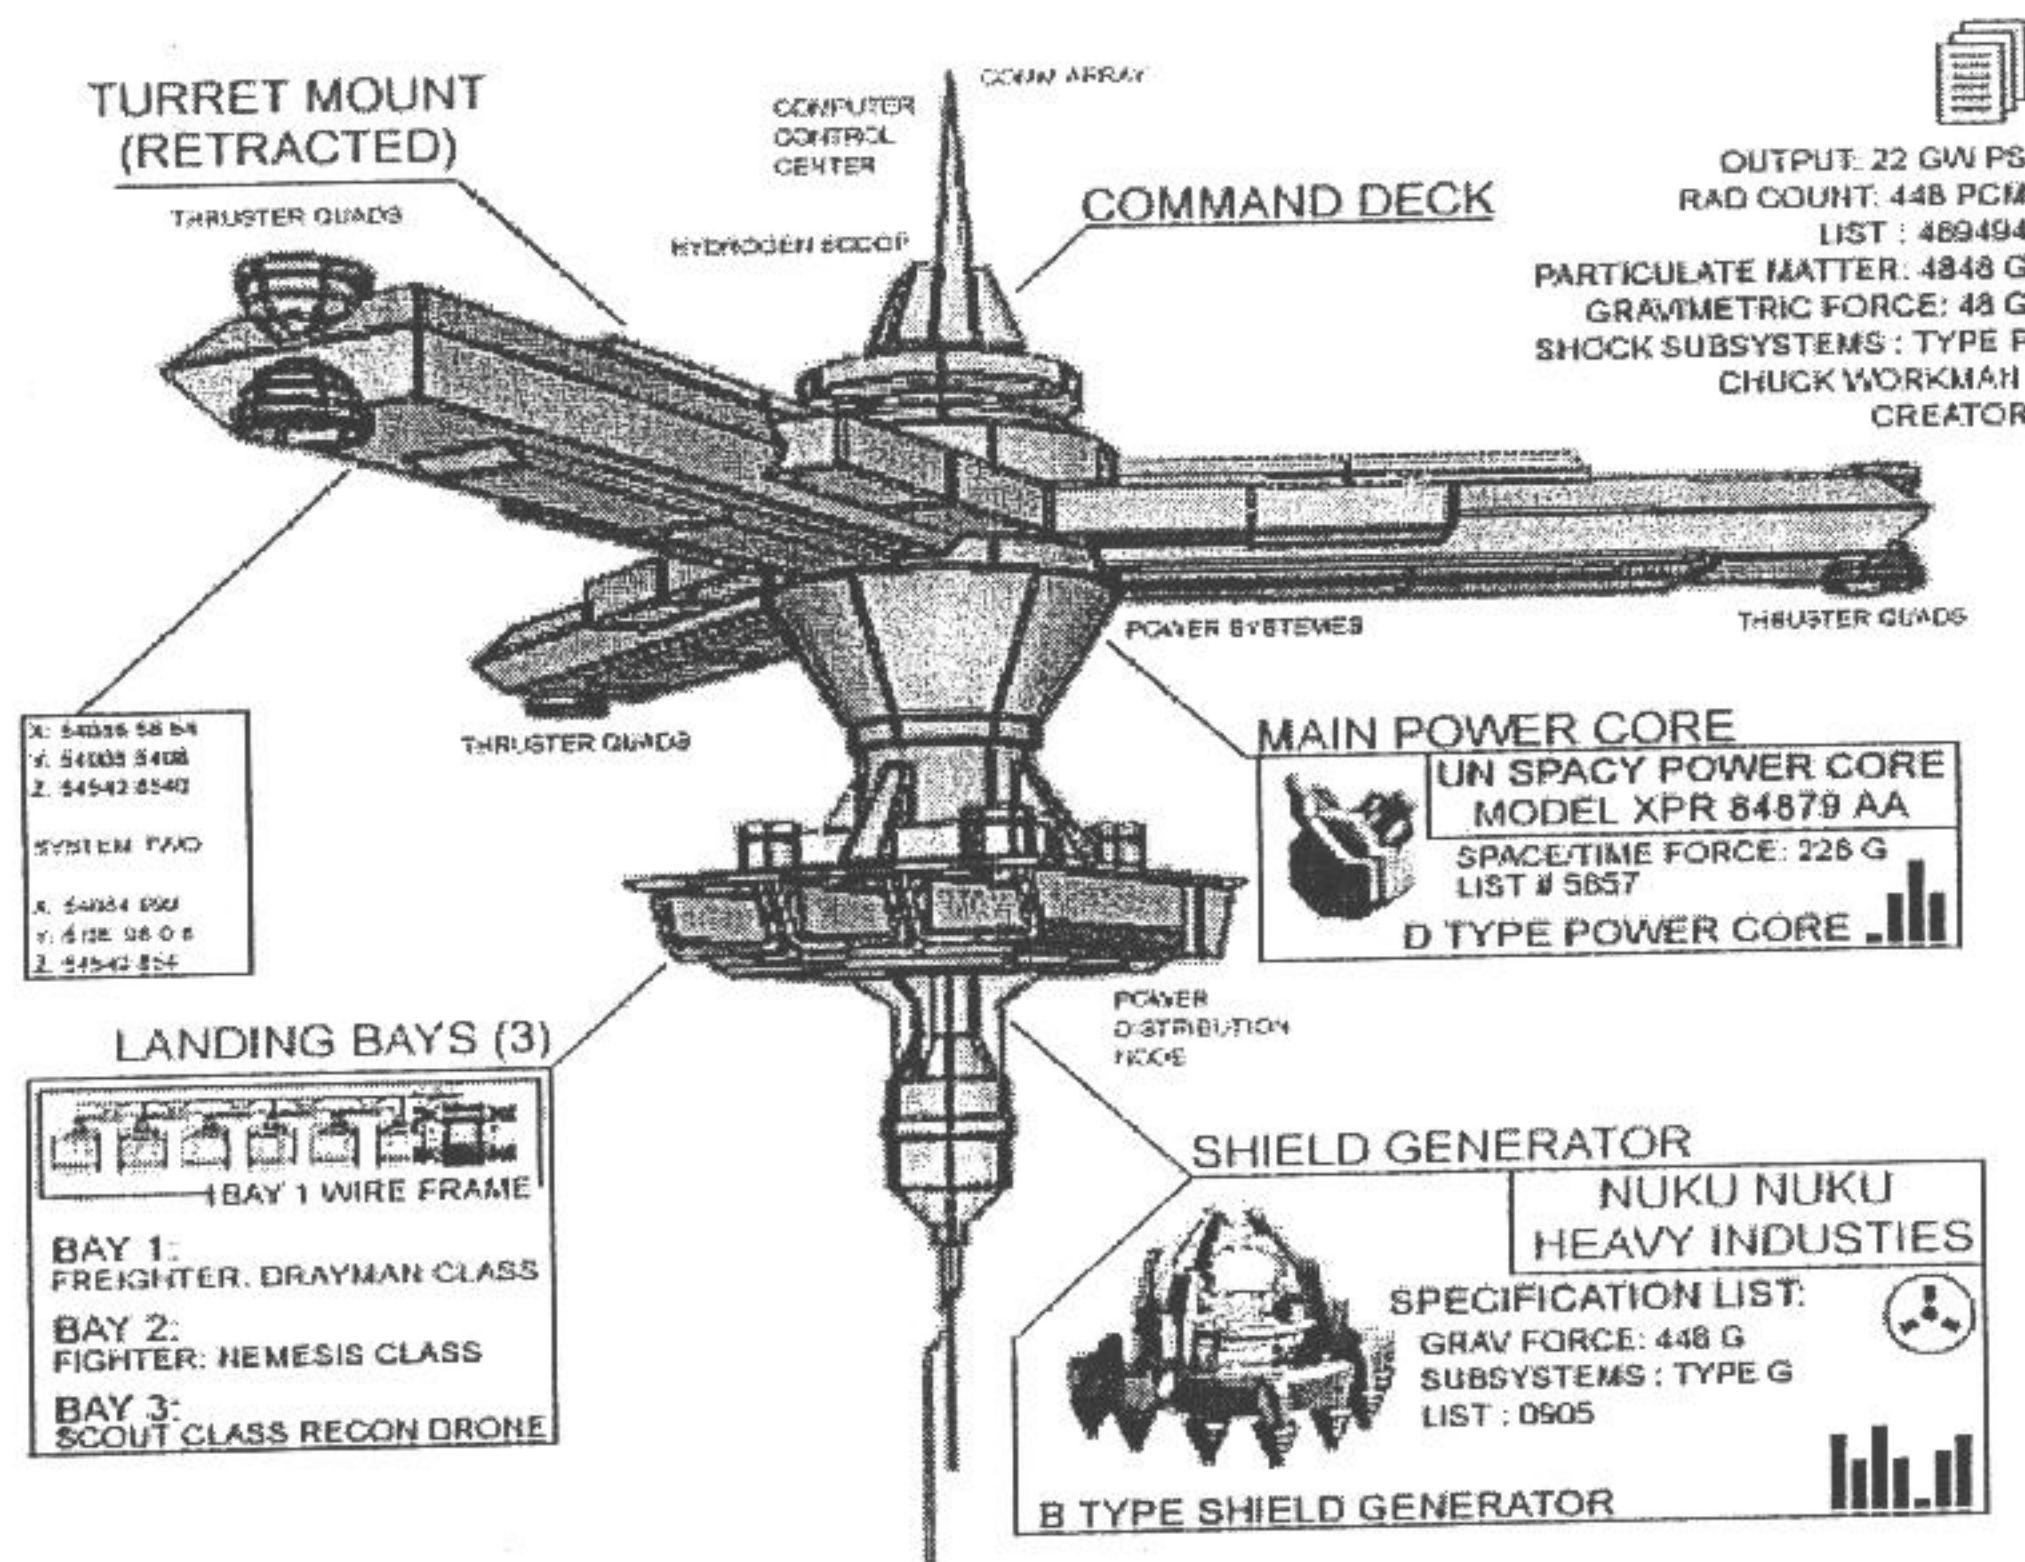 TURRET MOUNT
(RETRACTED)
THRUSTER QUADS
COMPUTER
CONTROL
CENTER
COMM ARRAY
HYDROGEN SCOOP
COMMAND DECK
OUTPUT: 22 GW PS
RAD COUNT: 448 PCM
LIST : 469494
PARTICULATE MATTER: 4848 G
GRAVIMETRIC FORCE: 48 G
SHOCK SUBSYSTEMS : TYPE
CHUCK WORKMAN
CREATOR
POWER SYSTEMES
THRUSTER QUADS
THRUSTER QUADS
SYSTEM TWO
MAIN POWER CORE
UN SPACY POWER CORE
MODEL XPR 84879 AA
SPACE/TIME FORCE: 226 G
LIST # 5657
D TYPE POWER CORE
POWER
DISTRIBUTION
NODE
LANDING BAYS (3)
BAY 1 WIRE FRAME
BAY 1:
FREIGHTER: DRAYMAN CLASS
BAY 2:
FIGHTER: NEMESIS CLASS
BAY 3:
SCOUT CLASS RECON DRONE
SHIELD GENERATOR
NUKU NUKU
HEAVY INDUSTIES
SPECIFICATION LIST:
GRAV FORCE: 448 G
SUBSYSTEMS : TYPE G
LIST : 0905
B TYPE SHIELD GENERATOR